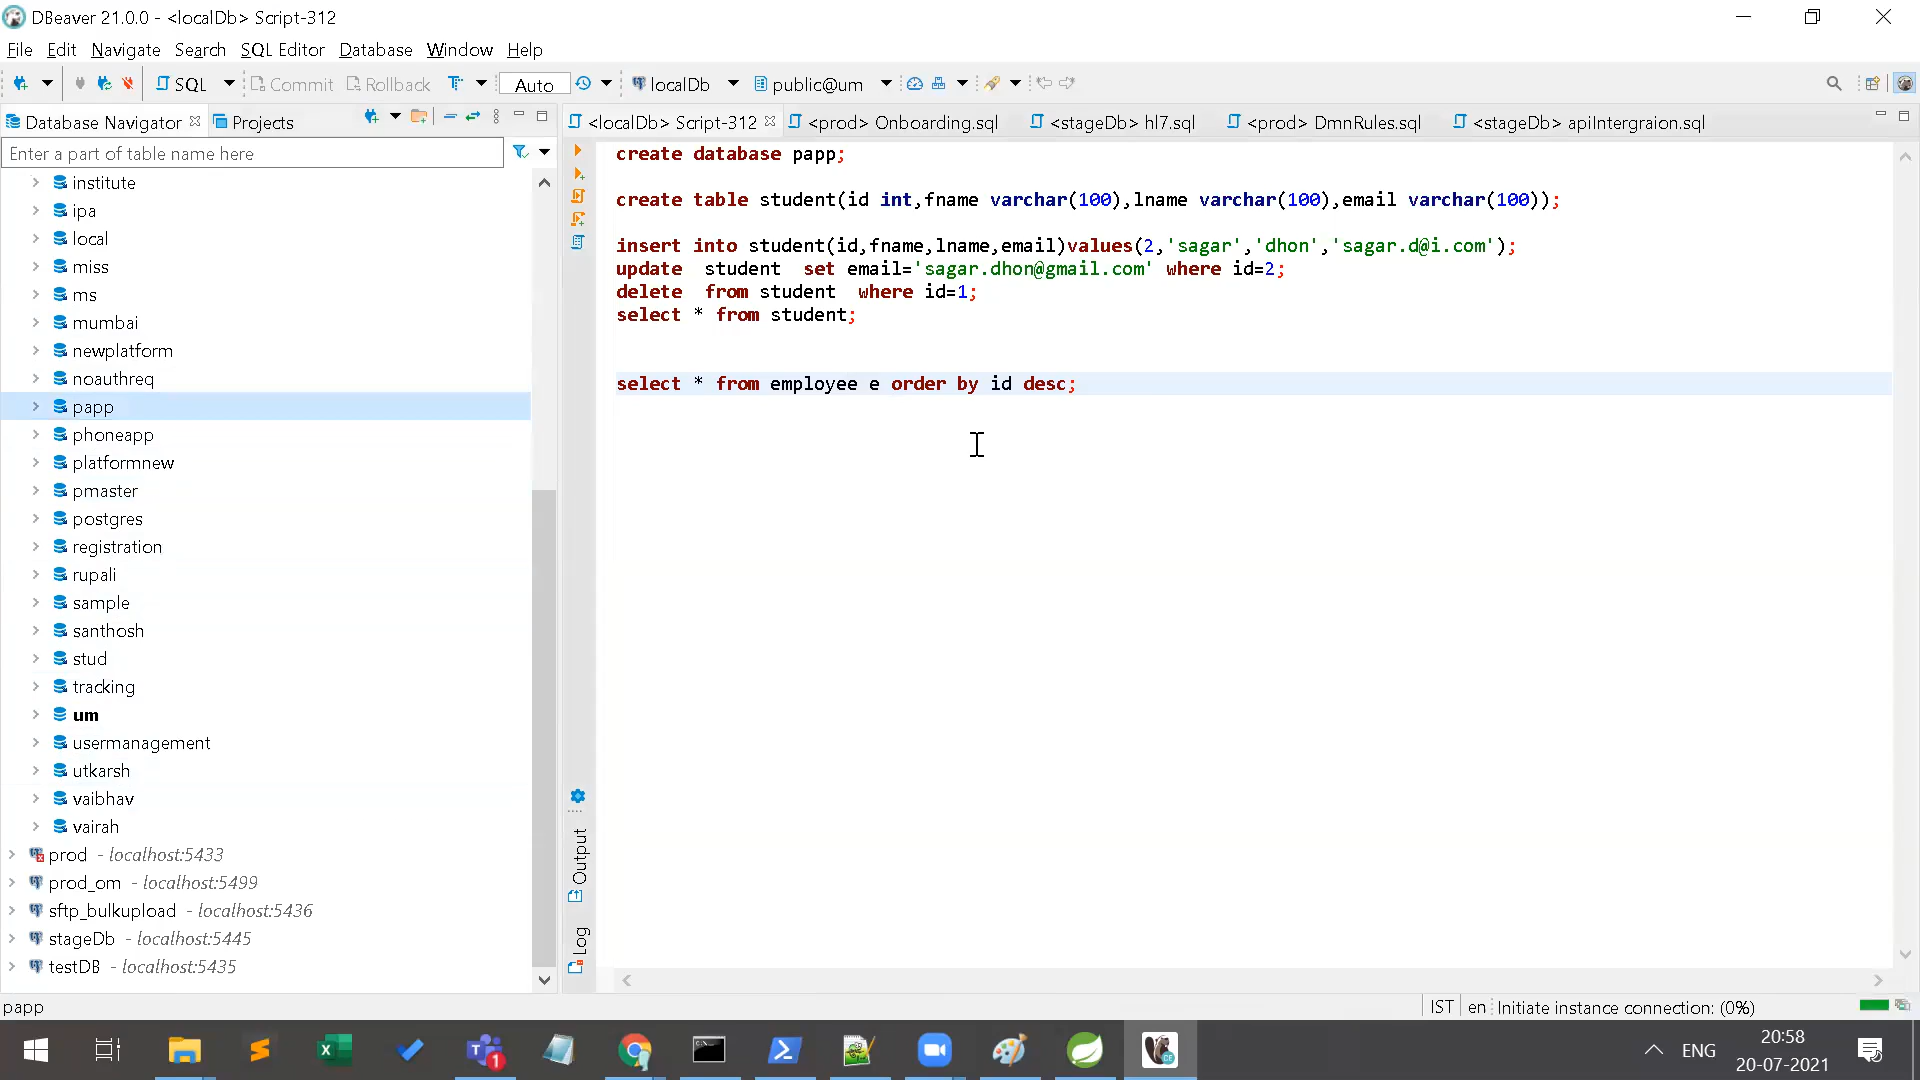 DBeaver 21.0.0 - <localDb> Script-312
File Edit Navigate Search SQL Editor Database Window Help
SQL Commit Rollback Auto localDb public@um
Database Navigator Projects
<localDb> Script-312 <prod> Onboarding.sql <stageDb> hl7.sql <prod> DmnRules.sql <stageDb> apiIntergraion.sql
Enter a part of table name here
institute
ipa
local
miss
ms
mumbai
newplatform
noauthreq
papp
phoneapp
platformnew
pmaster
postgres
registration
rupali
sample
santhosh
stud
tracking
um
usermanagement
utkarsh
vaibhav
vairah
prod - localhost:5433
prod_om - localhost:5499
sftp_bulkupload - localhost:5436
stageDb - localhost:5445
testDB - localhost:5435
create database papp;
create table student(id int,fname varchar(100),lname varchar(100),email varchar(100));
insert into student(id,fname,lname,email)values(2,'sagar','dhon','sagar.d@i.com');
update  student  set email='sagar.dhon@gmail.com' where id=2;
delete  from student  where id=1;
select * from student;
select * from employee e order by id desc;
Output
Log
papp
IST en Initiate instance connection: (0%)
1
CE
ENG
20:58
20-07-2021